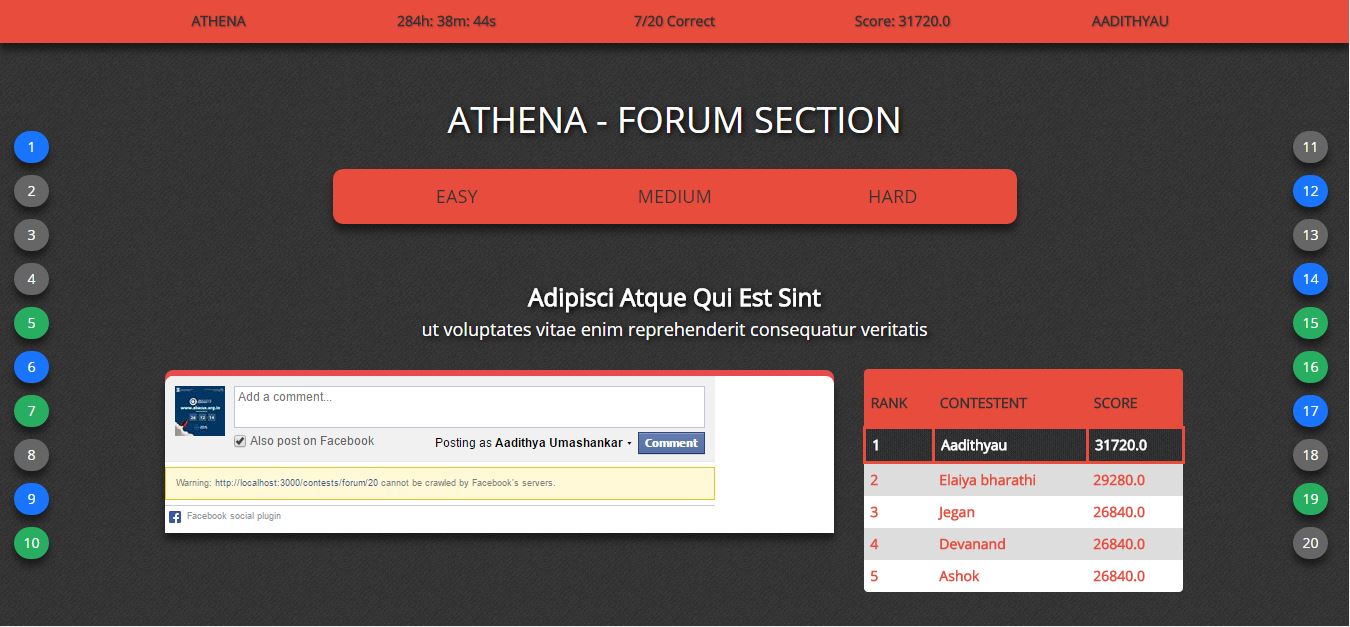 ATHENA 284h: 38m: 44s 7/20 Correct Score: 31720.0 AADITHYAU
ATHENA - FORUM SECTION
EASY MEDIUM HARD
1
2
3
4
5
6
7
8
9
10
Adipisci Atque Qui Est Sint
ut voluptates vitae enim reprehenderit consequatur veritatis
www.abacus.org.in
Add a comment...
Also post on Facebook Posting as Aadithya Umashankar Comment
Warning: http://localhost:3000/contests/forum/20 cannot be crawled by Facebook's servers.
Facebook social plugin
RANK CONTESTENT SCORE
1 Aadithyau 31720.0
2 Elaiya bharathi 29280.0
3 Jegan 26840.0
4 Devanand 26840.0
5 Ashok 26840.0
11
12
13
14
15
16
17
18
19
20